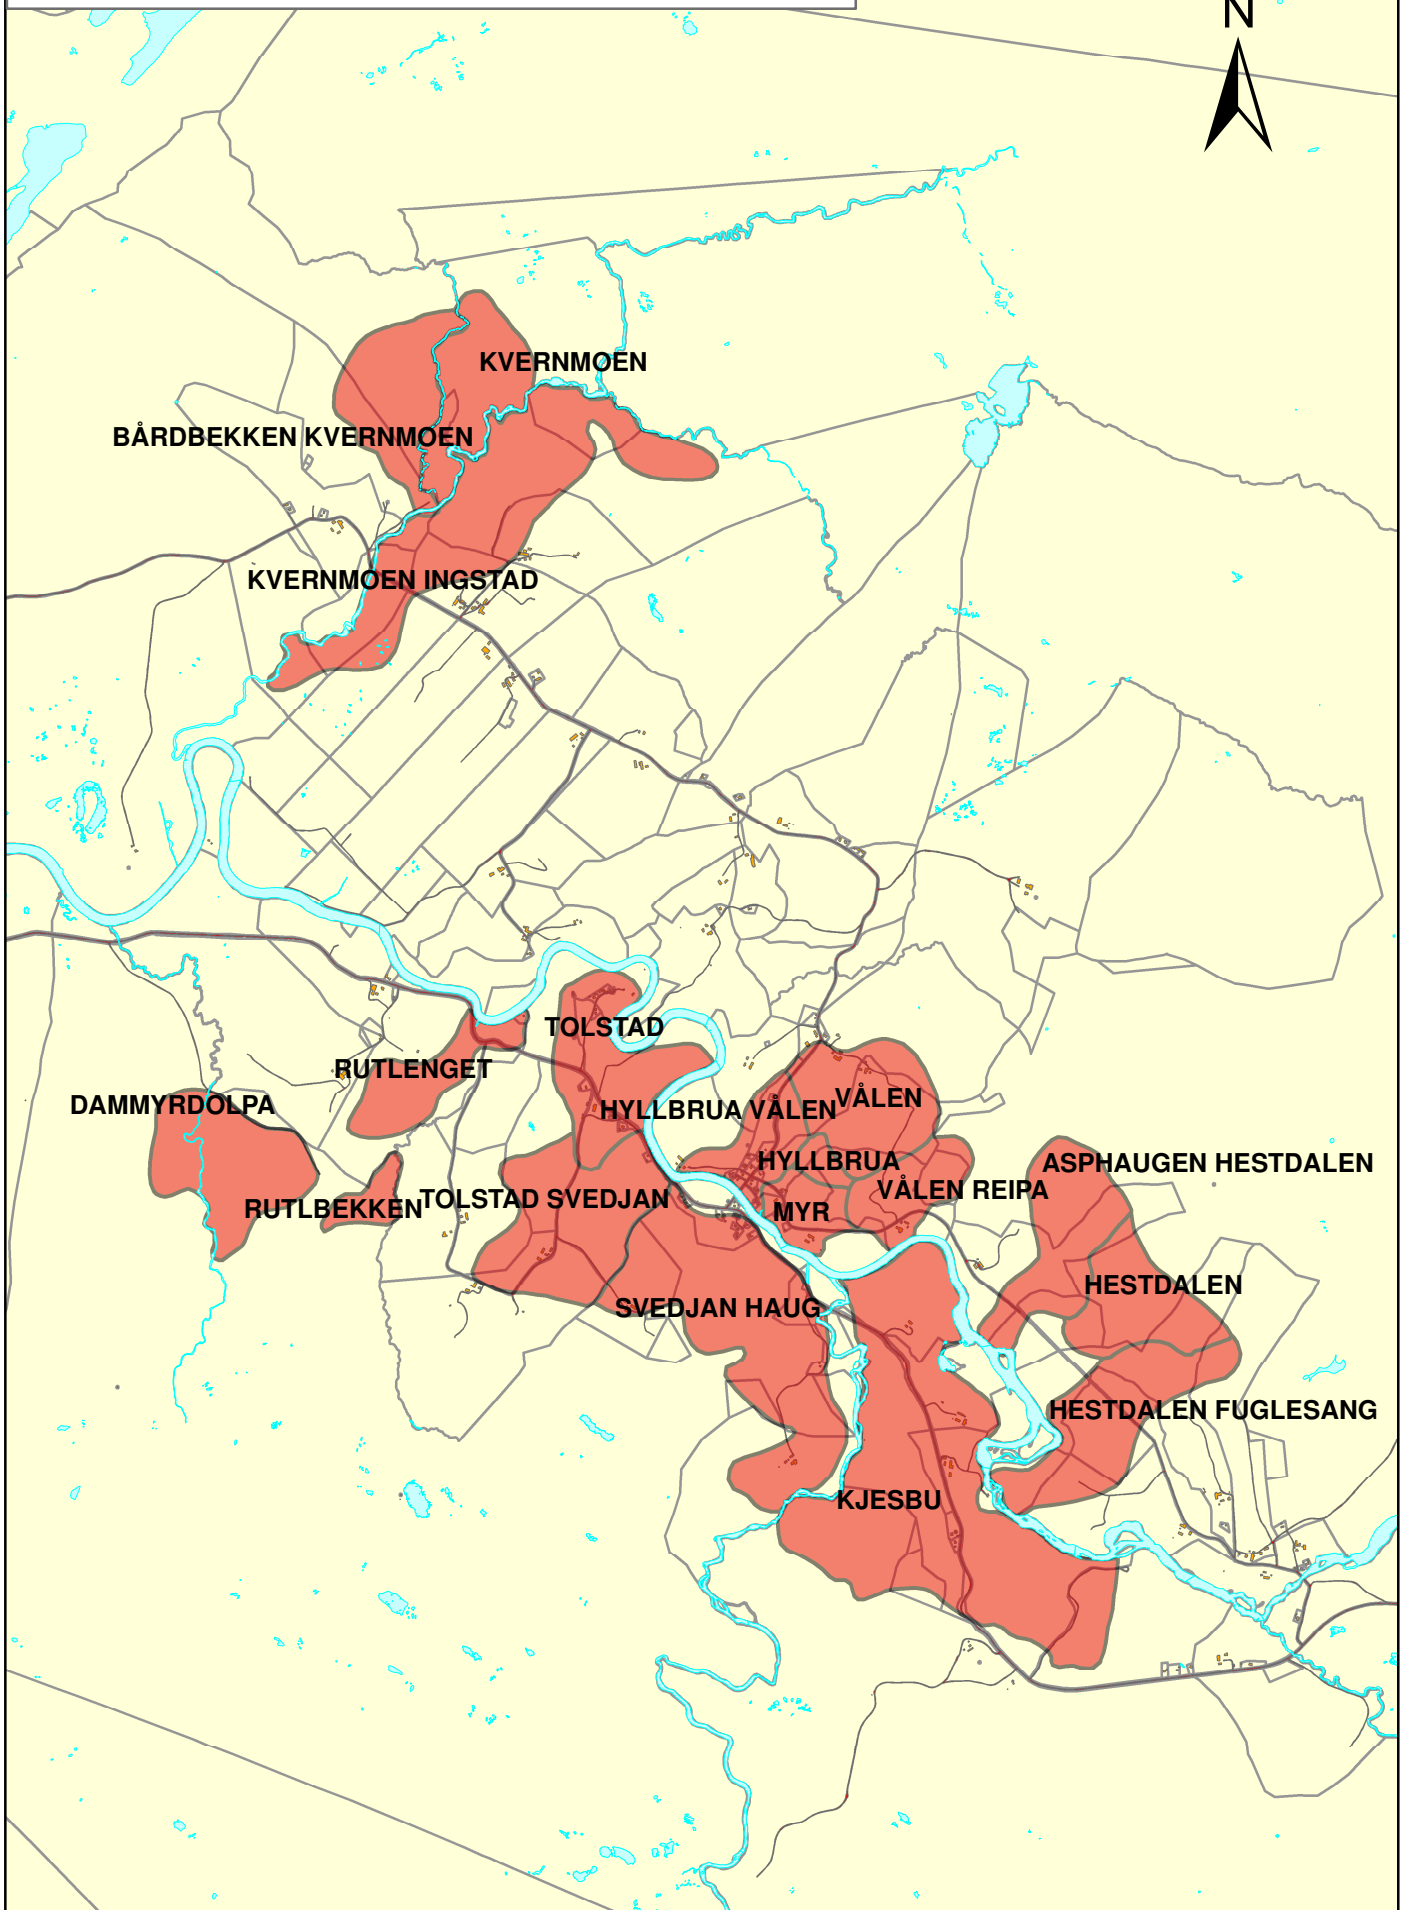 N
KVERNMOEN
BÅRDBEKKEN KVERNMOEN
KVERNMOEN INGSTAD
TOLSTAD
RUTLENGET
VÅLEN
DAMMYRDOLPA
HYLLBRUA VÅLEN
HYLLBRUA
ASPHAUGEN HESTDALEN
VÅLEN REIPA
TOLSTAD SVEDJAN
RUTLBEKKEN
MYR
HESTDALEN
SVEDJAN HAUG
HESTDALEN FUGLESANG
KJESBU